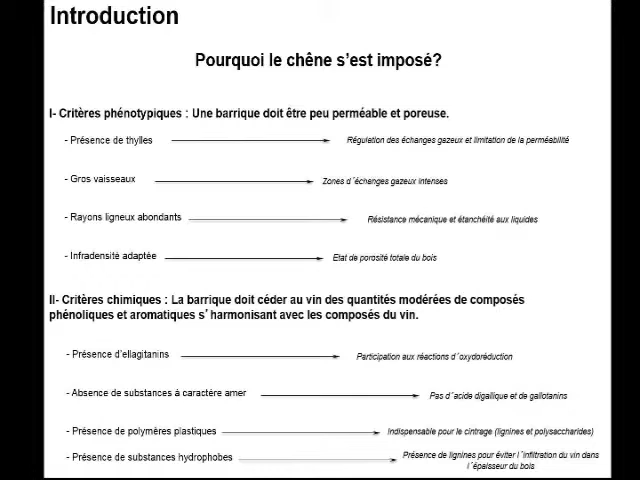 Introduction
Pourquoi le chêne s’est imposé?
I- Critères phénotypiques : Une barrique doit être peu perméable et poreuse.
- Présence de thylles
Régulation des échanges gazeux et limitation de la perméabilité
- Gros vaisseaux
Zones d´échanges gazeux intenses
- Rayons ligneux abondants
Résistance mécanique et étanchéité aux liquides
- Infradensité adaptée
Etat de porosité totale du bois
II- Critères chimiques : La barrique doit céder au vin des quantités modérées de composés
phénoliques et aromatiques s’harmonisant avec les composés du vin.
- Présence d’ellagitanins
Participation aux réactions d´oxydoréduction
- Absence de substances à caractère amer
Pas d´acide digallique et de gallotanins
- Présence de polymères plastiques
Indispensable pour le cintrage (lignines et polysaccharides)
- Présence de substances hydrophobes
Présence de lignines pour éviter l´infiltration du vin dans
l´épaisseur du bois